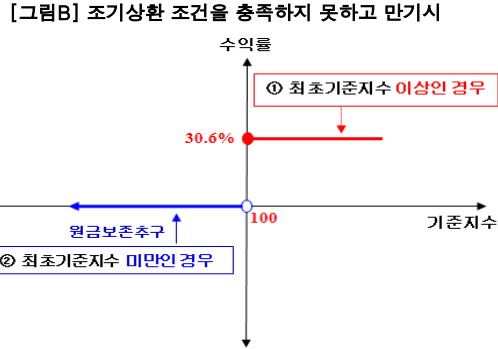 [그림B] 조기상환 조건을 충족하지 못하고 만기시
수익률
① 최초기준지수 이상인 경우
30.6%
100
기준지수
원금보존추구
② 최초기준지수 미만인 경우